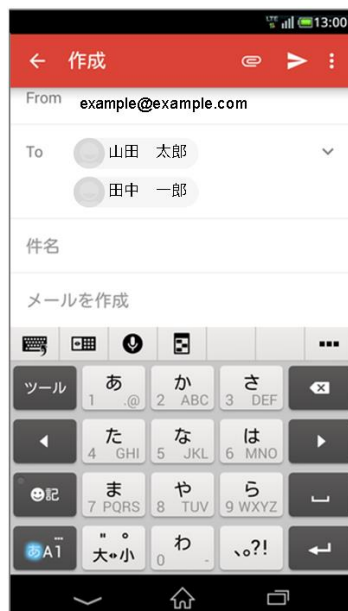 LTE 13:00
作成
From example@example.com
To 山田 太郎
田中 一郎
件名
メールを作成
ツール あ か さ
1 .@ 2 ABC 3 DEF
た な は
4 GHI 5 JKL 6 MNO
記 ま や ら
7 PQRS 8 TUV 9 WXYZ
あA1 大⇔小 わ 、。?!
0 -